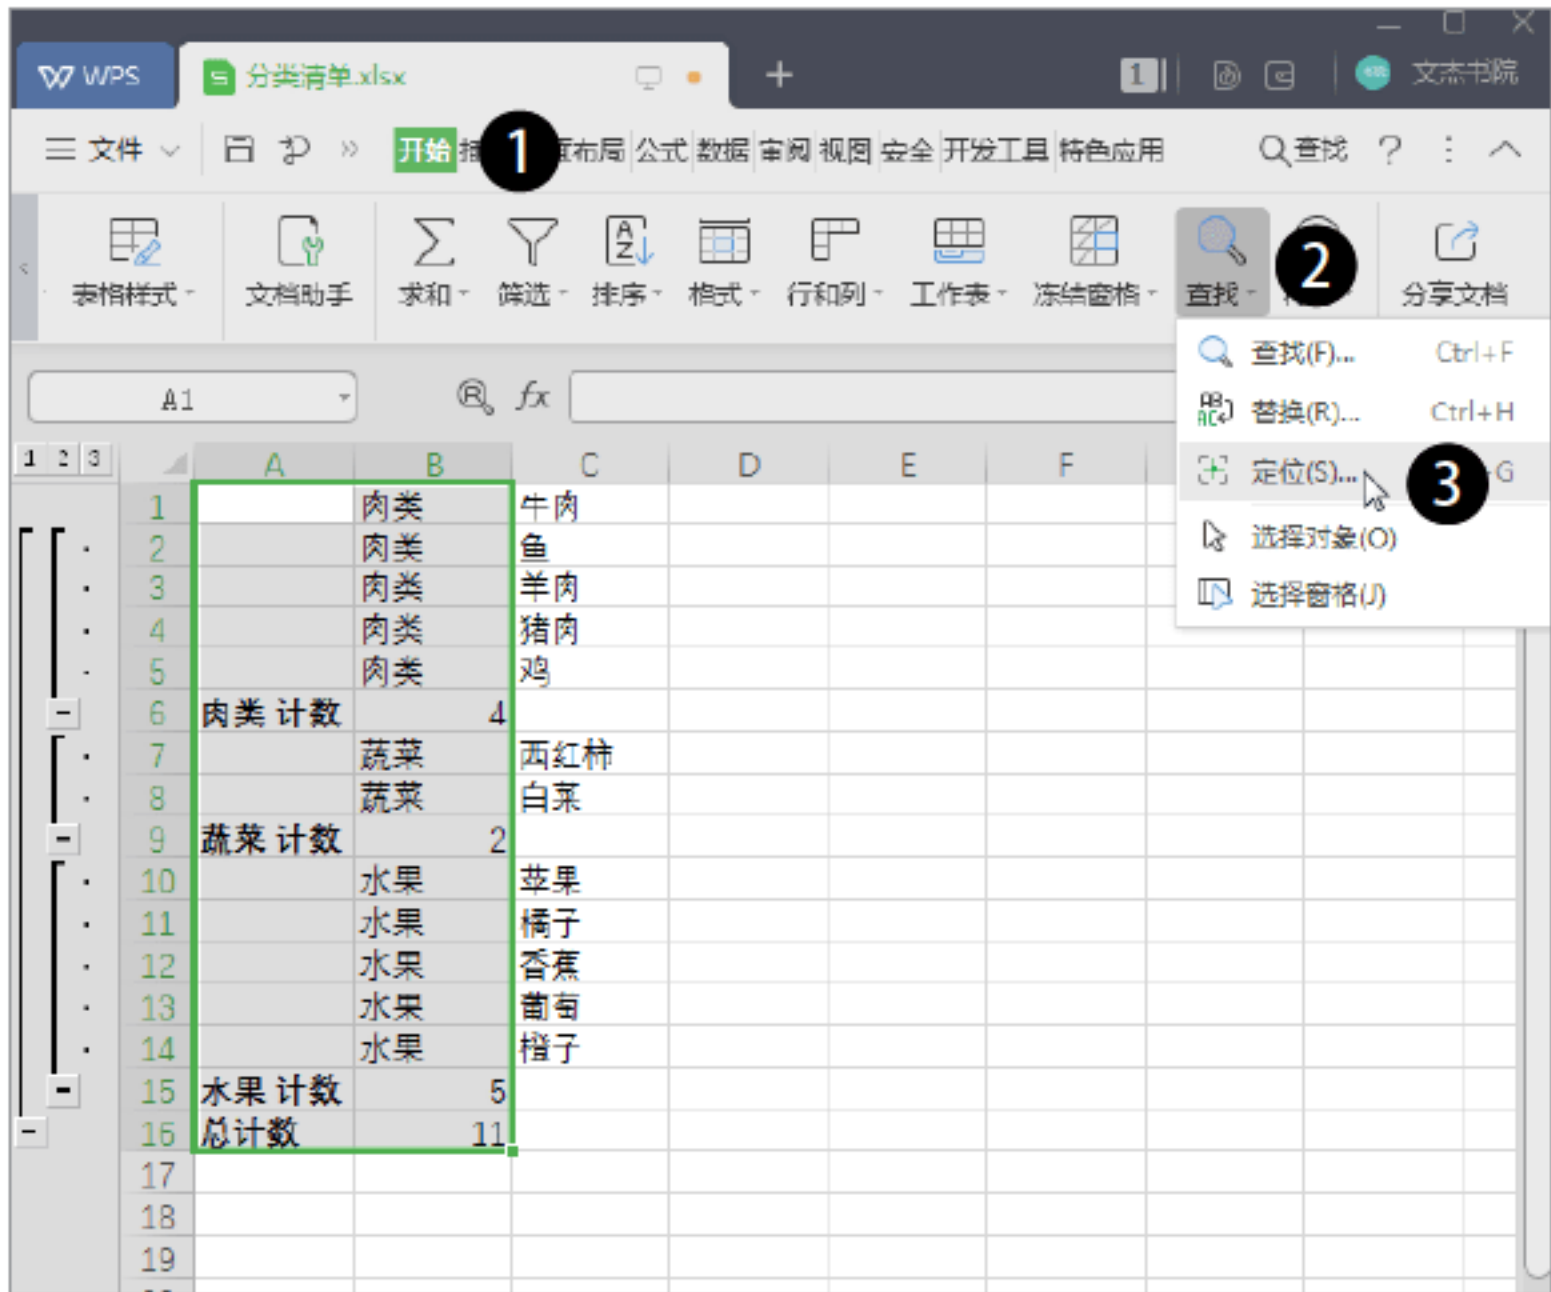 WPS 分类清单.xlsx + 1 文杰书院
文件 开始 1 布局 公式 数据 审阅 视图 安全 开发工具 特色应用 查找 ?
表格样式 文档助手 求和 筛选 排序 格式 行和列 工作表 冻结窗格 查找 2 分享文档
查找(F)... Ctrl+F
A1 fx
替换(R)... Ctrl+H
定位(S)... 3 G
选择对象(O)
选择窗格(J)
1 2 3
A B C D E F
1 肉类 牛肉
2 肉类 鱼
3 肉类 羊肉
4 肉类 猪肉
5 肉类 鸡
6 肉类 计数 4
7 蔬菜 西红柿
8 蔬菜 白菜
9 蔬菜 计数 2
10 水果 苹果
11 水果 橘子
12 水果 香蕉
13 水果 葡萄
14 水果 橙子
15 水果 计数 5
16 总计数 11
17
18
19